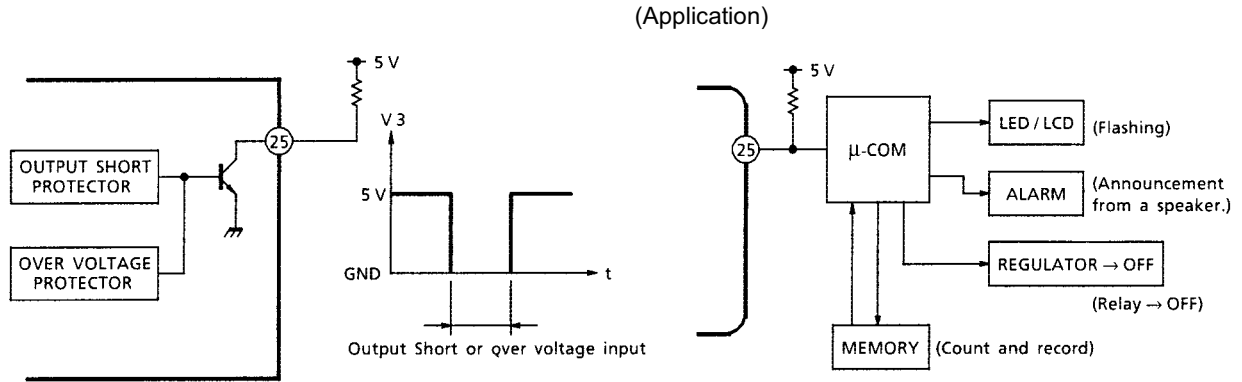 (Application)
5 V
25
OUTPUT SHORT
PROTECTOR
OVER VOLTAGE
PROTECTOR
V 3
5 V
GND
t
Output Short or over voltage input
5 V
25
μ-COM
LED / LCD
(Flashing)
ALARM
(Announcement
from a speaker.)
REGULATOR → OFF
(Relay → OFF)
MEMORY
(Count and record)